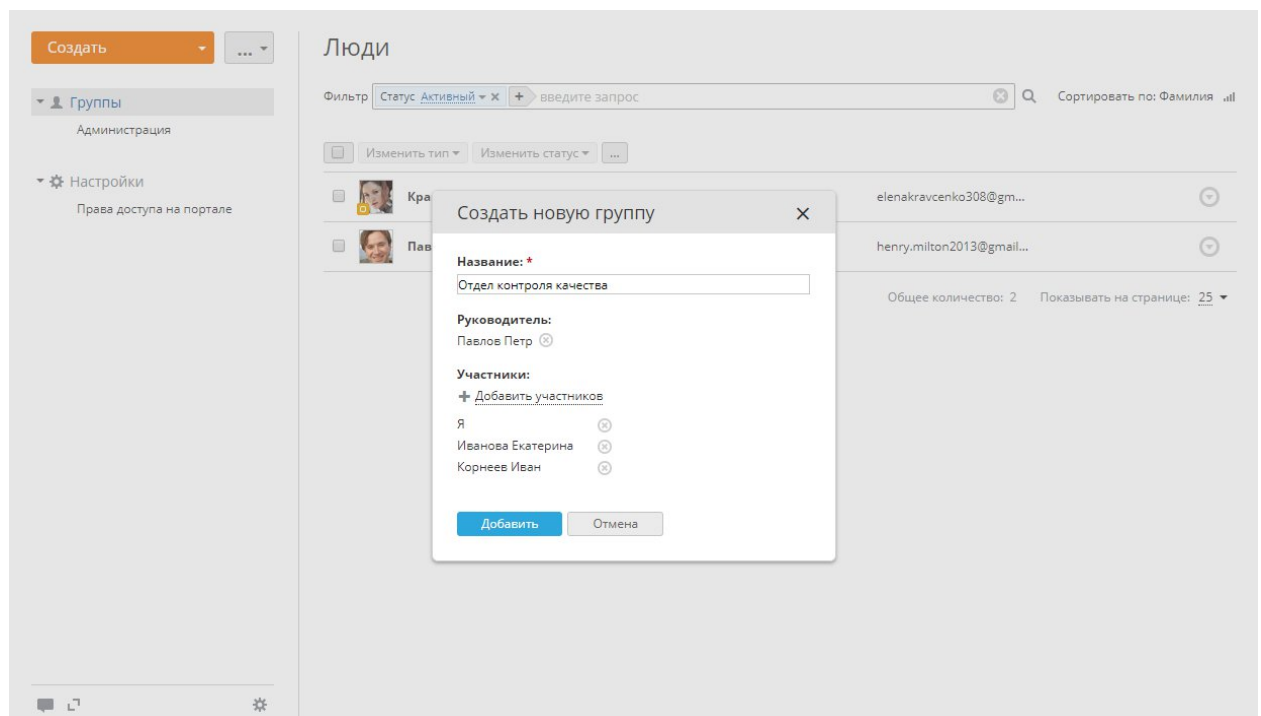 Создать
...
Люди
Группы
Администрация
Настройки
Права доступа на портале
Фильтр Статус Активный + введите запрос Сортировать по: Фамилия
Изменить тип Изменить статус ...
Кра elenakravcenko308@gm...
Пав henry.milton2013@gmail...
Общее количество: 2 Показывать на странице: 25
Создать новую группу
Название: *
Отдел контроля качества
Руководитель:
Павлов Петр
Участники:
Добавить участников
Я
Иванова Екатерина
Корнеев Иван
Добавить Отмена